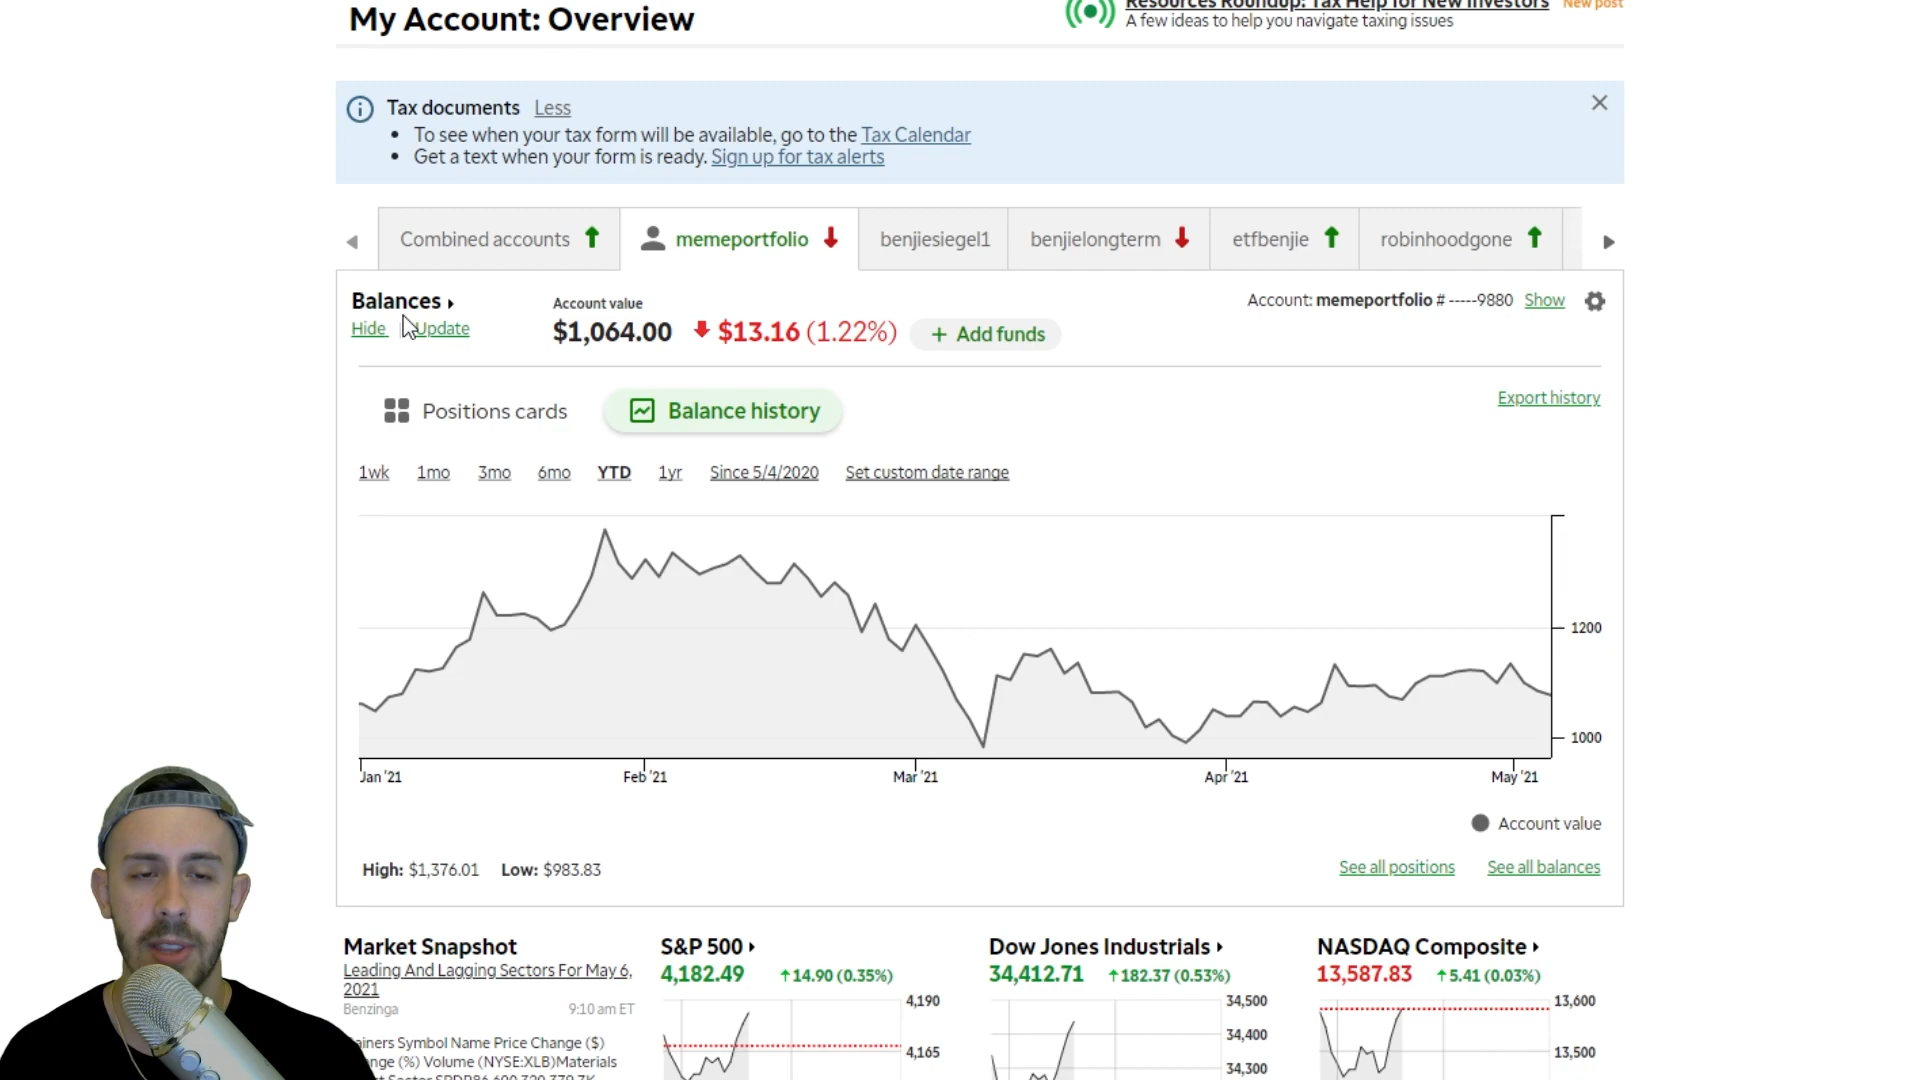 My Account: Overview
Resources Roundup: Tax Help for New Investors New post
A few ideas to help you navigate taxing issues
Tax documents Less
• To see when your tax form will be available, go to the Tax Calendar
• Get a text when your form is ready. Sign up for tax alerts
Combined accounts memeportfolio benjiesiegel1 benjielongterm etfbenjie robinhoodgone
Balances
Hide Update
Account value
$1,064.00 $13.16 (1.22%) + Add funds
Account: memeportfolio # -----9880 Show
Positions cards Balance history
Export history
1wk 1mo 3mo 6mo YTD 1yr Since 5/4/2020 Set custom date range
1200
1000
Jan '21 Feb '21 Mar '21 Apr '21 May '21
Account value
High: $1,376.01 Low: $983.83
See all positions See all balances
Market Snapshot
Leading And Lagging Sectors For May 6,
2021
Benzinga 9:10 am ET
Symbol Name Price Change ($)
(%) Volume (NYSE:XLB)Materials
S&P 500
4,182.49 14.90 (0.35%)
4,190
4,165
Dow Jones Industrials
34,412.71 182.37 (0.53%)
34,500
34,400
34,300
NASDAQ Composite
13,587.83 5.41 (0.03%)
13,600
13,500